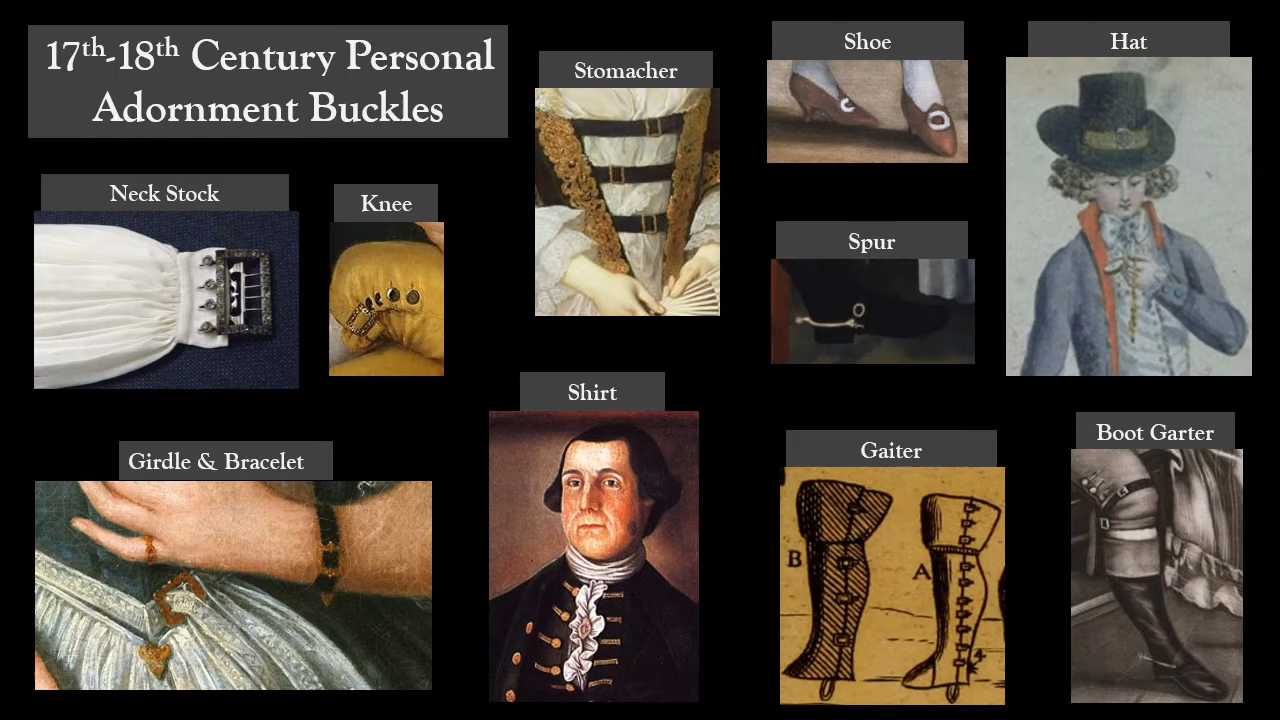 17th-18th Century Personal
Adornment Buckles
Stomacher
Shoe
Hat
Neck Stock
Knee
Spur
Shirt
Girdle & Bracelet
Gaiter
Boot Garter
B
A
4